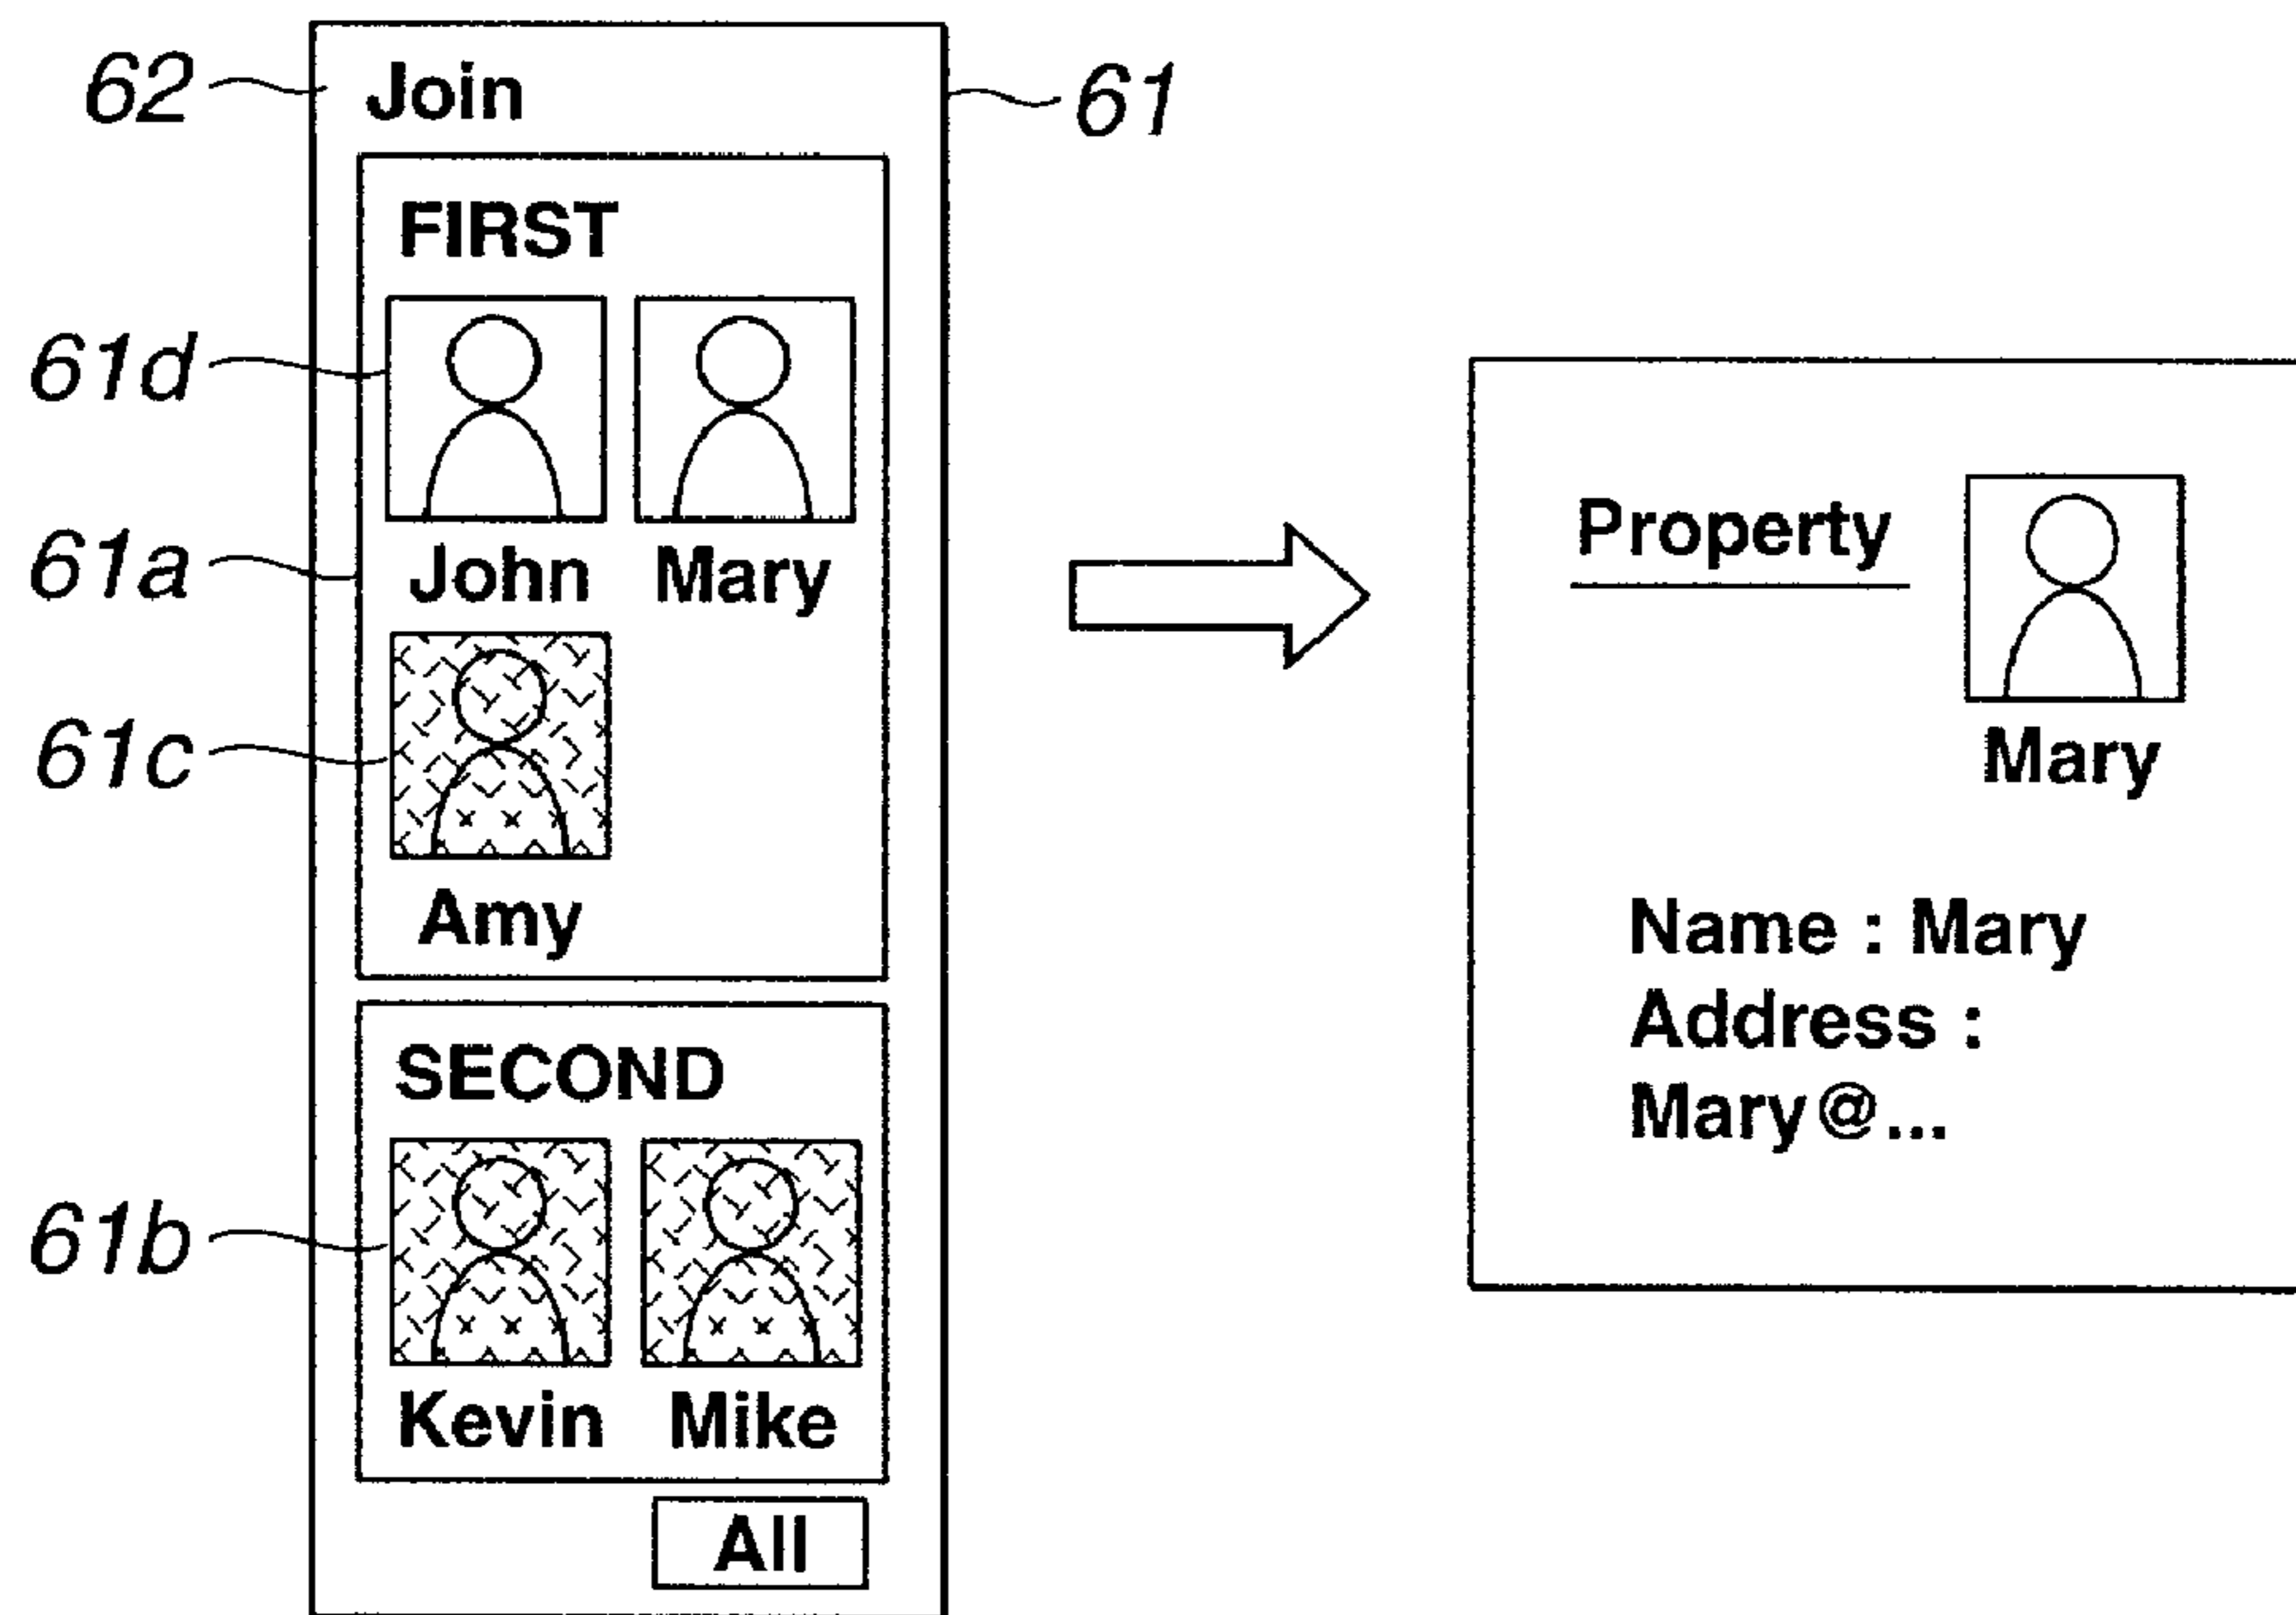 62
Join
61
FIRST
61d
61a
John Mary
61c
Amy
SECOND
61b
Kevin Mike
All
Property
Mary
Name : Mary
Address :
Mary@...